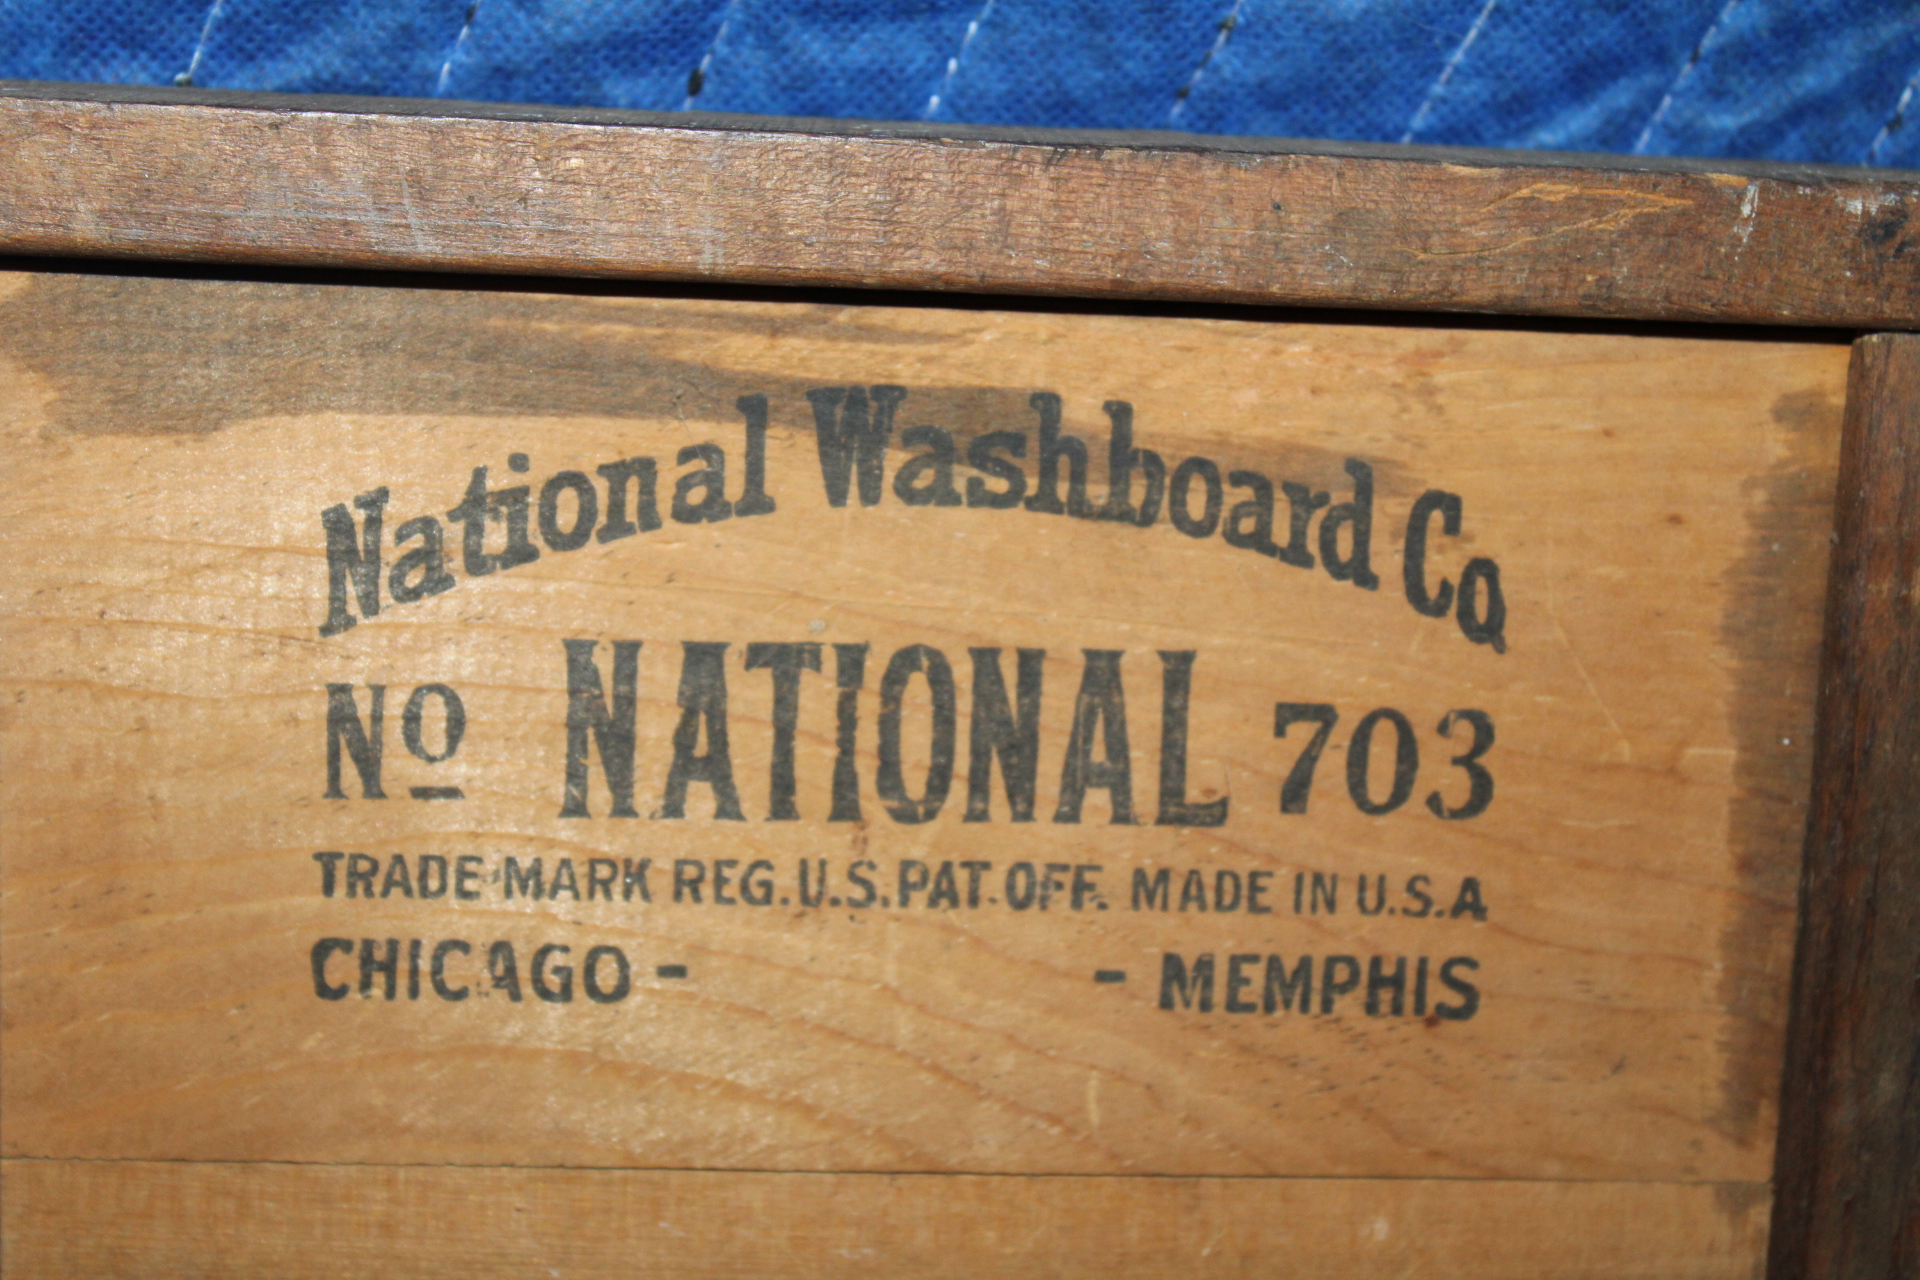 National Washboard Co.
No NATIONAL 703
TRADE-MARK REG. U.S. PAT. OFF. MADE IN U.S.A
CHICAGO - - MEMPHIS